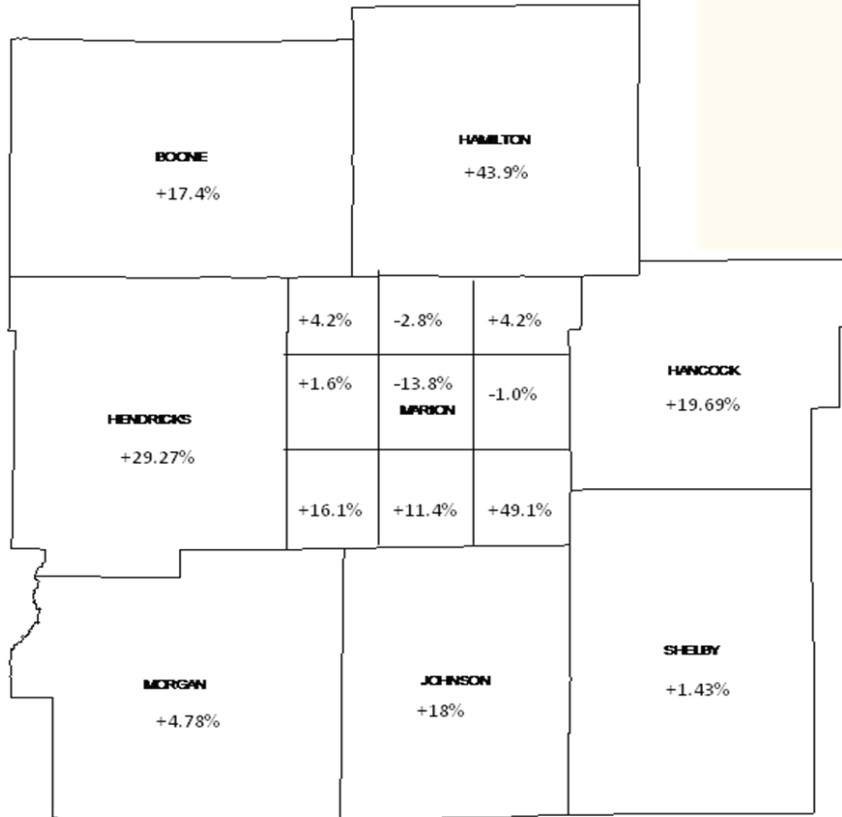 HAMILTON
+43.9%
BOONE
+17.4%
+4.2% -2.8% +4.2%
+1.6% -13.8% -1.0%
MARION
HANCOCK
+19.69%
HENDRICKS
+29.27%
+16.1% +11.4% +49.1%
SHELBY
+1.43%
MORGAN
+4.78%
JOHNSON
+18%